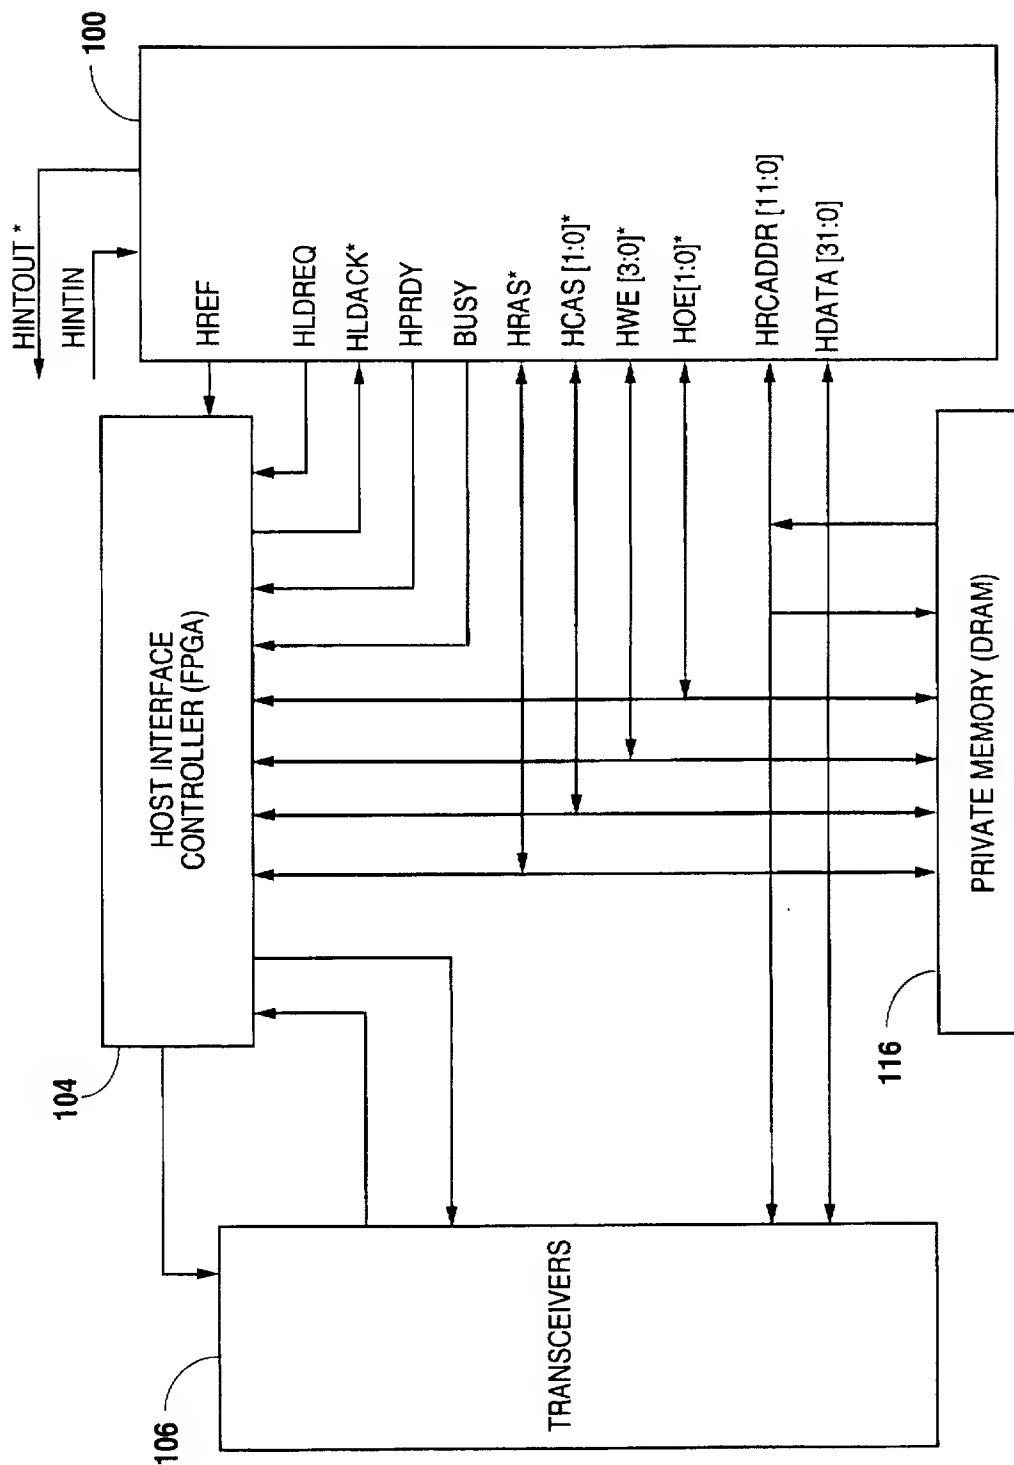 100
HINTOUT *
HINTIN
HREF
HLDREQ
HLDACK*
HPRDY
BUSY
HRAS*
HCAS [1:0]*
HWE [3:0]*
HOE[1:0]*
HRCADDR [11:0]
HDATA [31:0]
HOST INTERFACE
CONTROLLER (FPGA)
104
PRIVATE MEMORY (DRAM)
116
TRANSCEIVERS
106